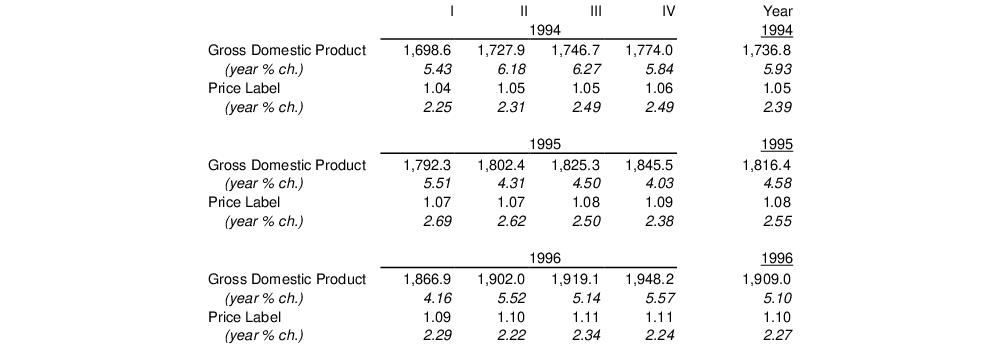 I II III IV Year
1994 1994
Gross Domestic Product 1,698.6 1,727.9 1,746.7 1,774.0 1,736.8
(year % ch.) 5.43 6.18 6.27 5.84 5.93
Price Label 1.04 1.05 1.05 1.06 1.05
(year % ch.) 2.25 2.31 2.49 2.49 2.39
1995 1995
Gross Domestic Product 1,792.3 1,802.4 1,825.3 1,845.5 1,816.4
(year % ch.) 5.51 4.31 4.50 4.03 4.58
Price Label 1.07 1.07 1.08 1.09 1.08
(year % ch.) 2.69 2.62 2.50 2.38 2.55
1996 1996
Gross Domestic Product 1,866.9 1,902.0 1,919.1 1,948.2 1,909.0
(year % ch.) 4.16 5.52 5.14 5.57 5.10
Price Label 1.09 1.10 1.11 1.11 1.10
(year % ch.) 2.29 2.22 2.34 2.24 2.27